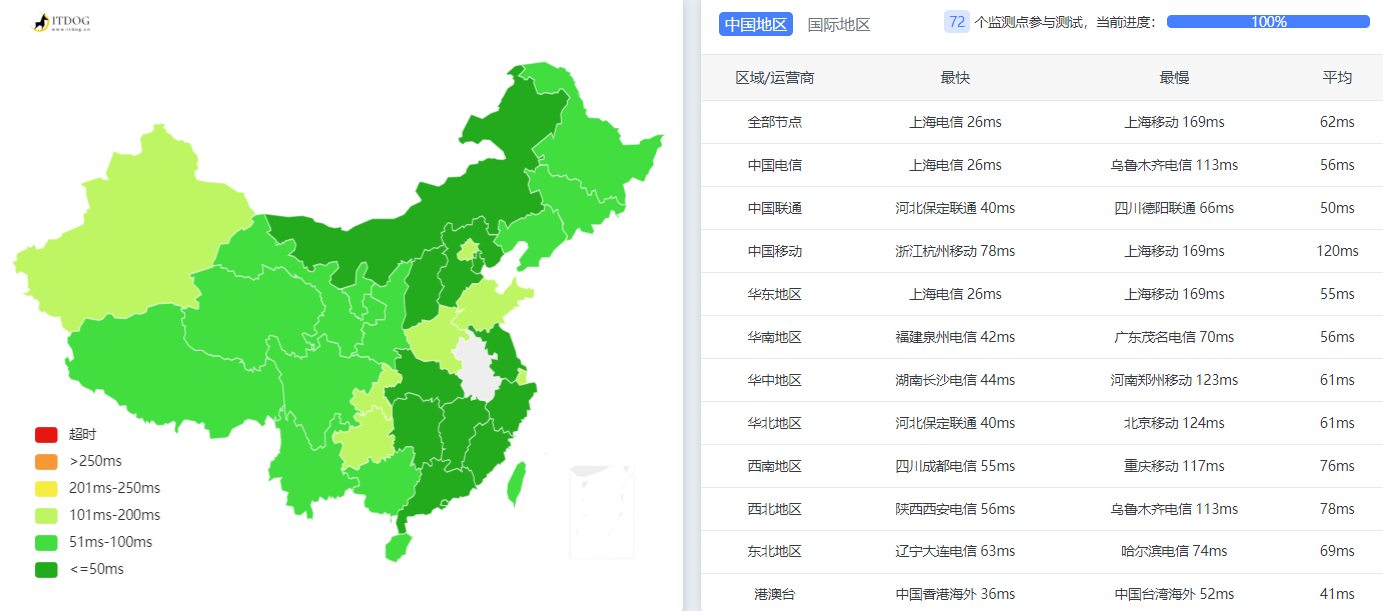 ITDOG
www.itdog.cn
超时
>250ms
201ms-250ms
101ms-200ms
51ms-100ms
<=50ms
中国地区 国际地区 72 个监测点参与测试，当前进度： 100%
区域/运营商 最快 最慢 平均
全部节点 上海电信 26ms 上海移动 169ms 62ms
中国电信 上海电信 26ms 乌鲁木齐电信 113ms 56ms
中国联通 河北保定联通 40ms 四川德阳联通 66ms 50ms
中国移动 浙江杭州移动 78ms 上海移动 169ms 120ms
华东地区 上海电信 26ms 上海移动 169ms 55ms
华南地区 福建泉州电信 42ms 广东茂名电信 70ms 56ms
华中地区 湖南长沙电信 44ms 河南郑州移动 123ms 61ms
华北地区 河北保定联通 40ms 北京移动 124ms 61ms
西南地区 四川成都电信 55ms 重庆移动 117ms 76ms
西北地区 陕西西安电信 56ms 乌鲁木齐电信 113ms 78ms
东北地区 辽宁大连电信 63ms 哈尔滨电信 74ms 69ms
港澳台 中国香港海外 36ms 中国台湾海外 52ms 41ms